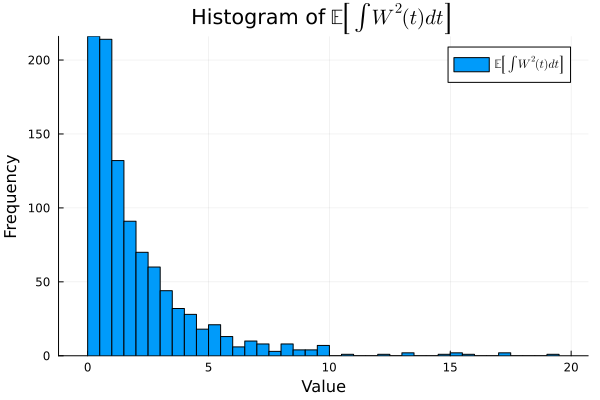 Histogram of 𝔼[∫W²(t)dt]
𝔼[∫W²(t)dt]
200
150
100
50
0
Frequency
0 5 10 15 20
Value